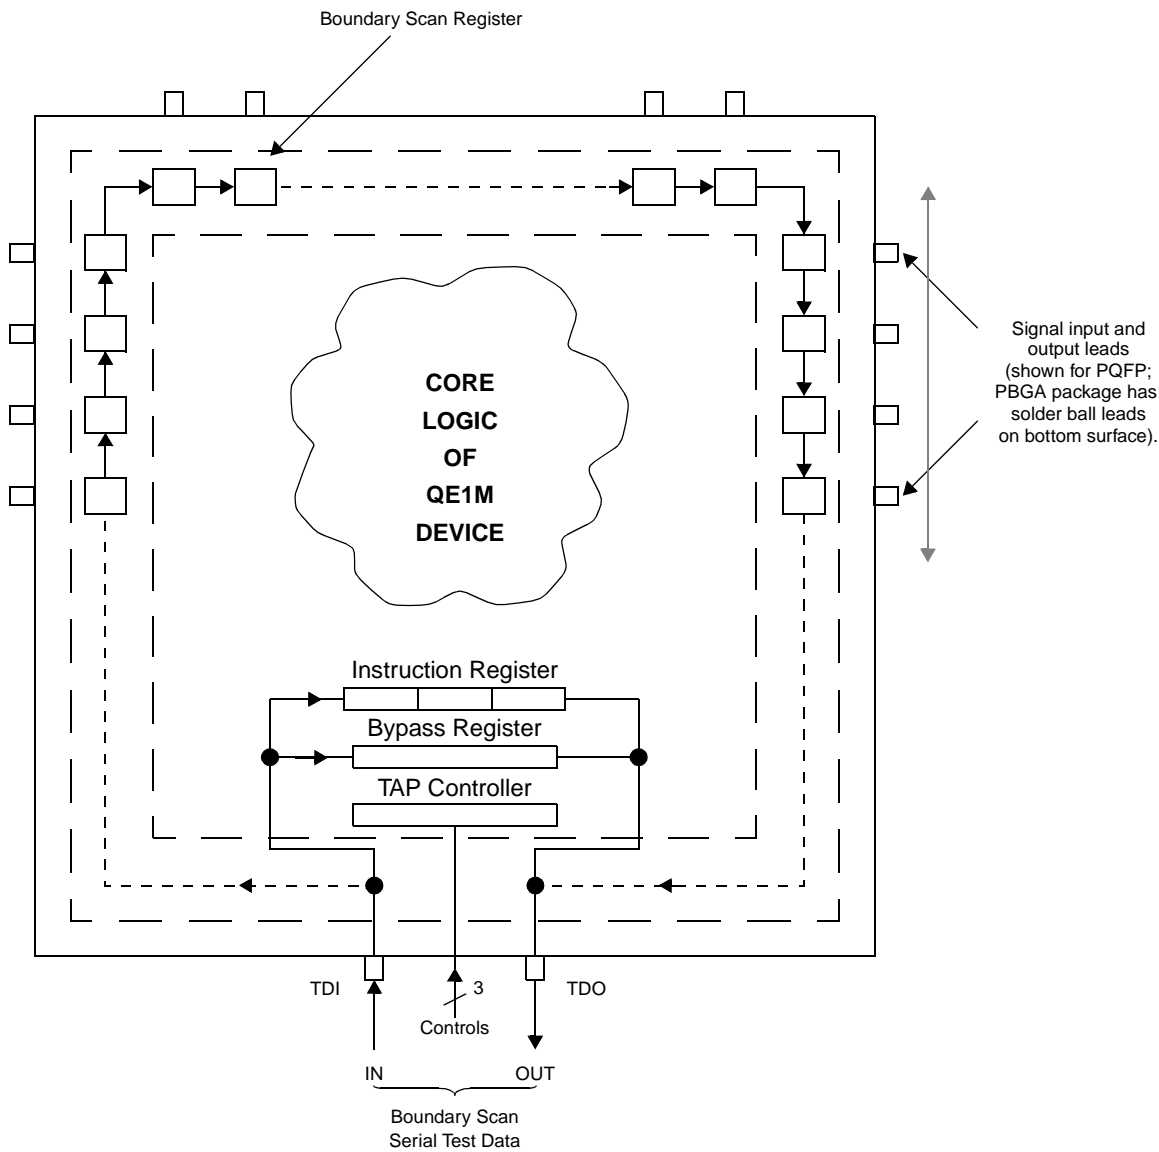 Boundary Scan Register
Signal input and
output leads
(shown for PQFP;
PBGA package has
solder ball leads
on bottom surface).
CORE
LOGIC
OF
QE1M
DEVICE
Instruction Register
Bypass Register
TAP Controller
TDI
3
TDO
Controls
IN
OUT
Boundary Scan
Serial Test Data